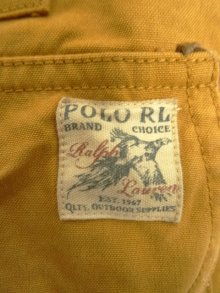 POLO RL
BRAND CHOICE
Ralph
Lauren
EST. 1967
QLTY. OUTDOOR SUPPLIES